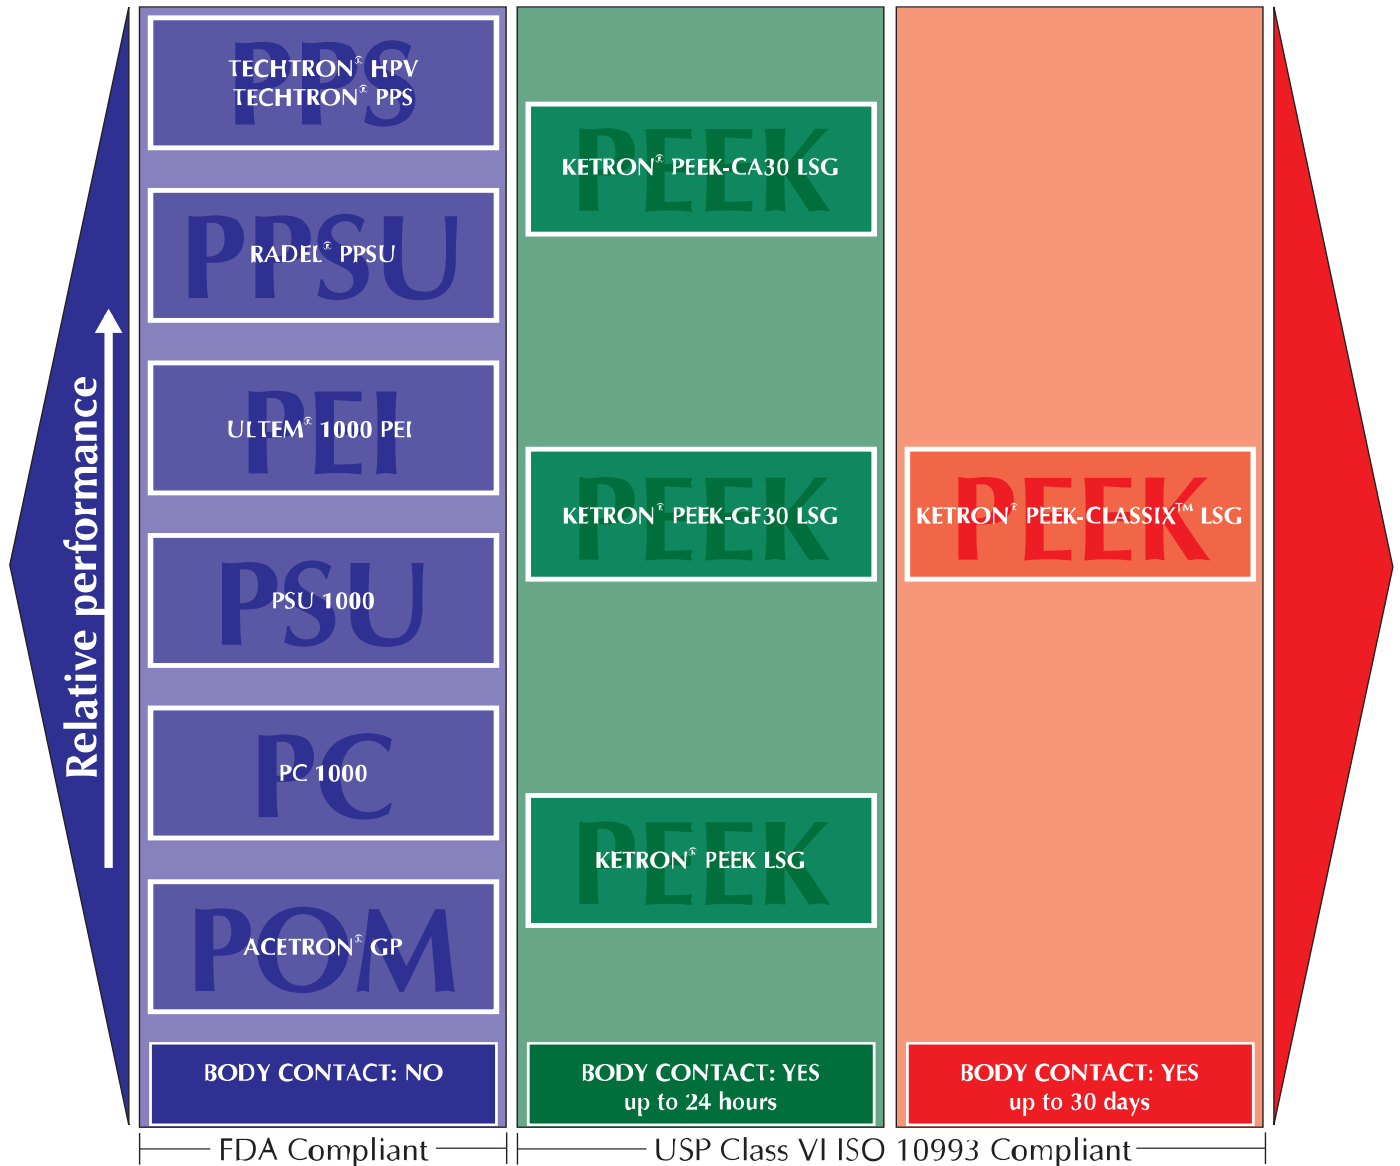 Relative performance
PPS
TECHTRON® HPV
TECHTRON® PPS
PPSU
RADEL® PPSU
PEI
ULTEM® 1000 PEI
PSU
PSU 1000
PC
PC 1000
POM
ACETRON® GP
BODY CONTACT: NO
FDA Compliant
PEEK
KETRON® PEEK-CA30 LSG
PEEK
KETRON® PEEK-GF30 LSG
PEEK
KETRON® PEEK LSG
BODY CONTACT: YES
up to 24 hours
PEEK
KETRON® PEEK-CLASSIX™ LSG
BODY CONTACT: YES
up to 30 days
USP Class VI ISO 10993 Compliant